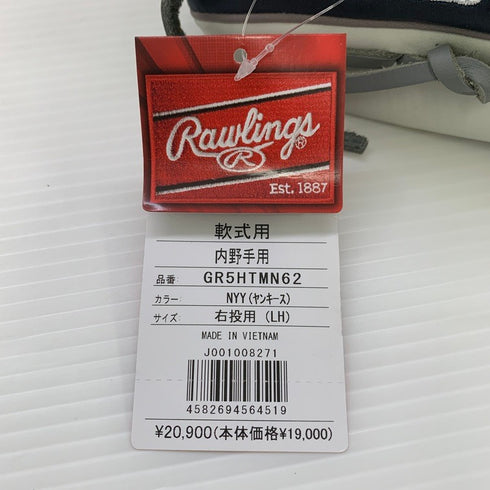 Rawlings®
R
Est. 1887
軟式用
内野手用
品番: GR5HTMN62
カラー NYY(ヤンキース)
サイズ: 右投用 (LH)
MADE IN VIETNAM
J001008271
4582694564519
¥20,900(本体価格¥19,000)